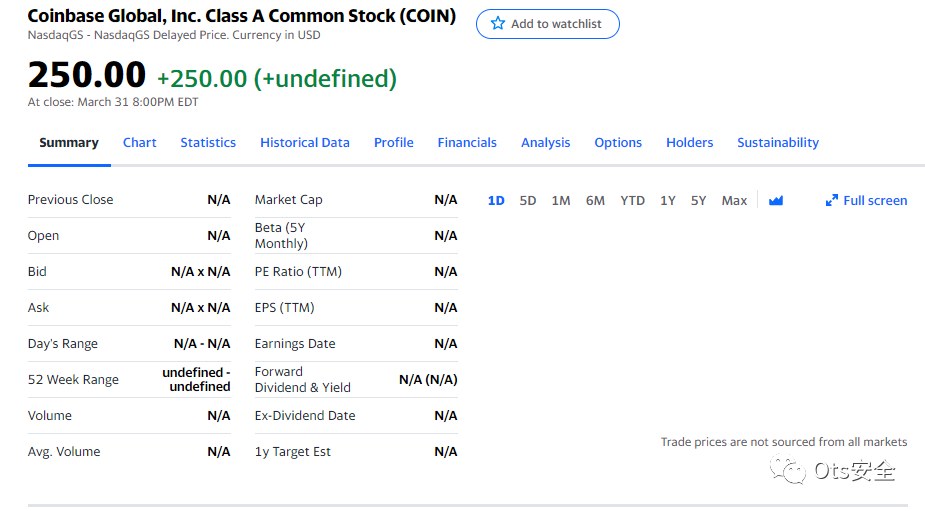 Coinbase Global, Inc. Class A Common Stock (COIN)
Add to watchlist
NasdaqGS - NasdaqGS Delayed Price. Currency in USD
250.00 +250.00 (+undefined)
At close: March 31 8:00PM EDT
Summary Chart Statistics Historical Data Profile Financials Analysis Options Holders Sustainability
Previous Close N/A
Open N/A
Bid N/A x N/A
Ask N/A x N/A
Day's Range N/A - N/A
52 Week Range undefined -
undefined
Volume N/A
Avg. Volume N/A
Market Cap N/A
Beta (5Y
Monthly) N/A
PE Ratio (TTM) N/A
EPS (TTM) N/A
Earnings Date N/A
Forward
Dividend & Yield N/A (N/A)
Ex-Dividend Date N/A
1y Target Est N/A
1D 5D 1M 6M YTD 1Y 5Y Max Full screen
Trade prices are not sourced from all markets
Ots安全